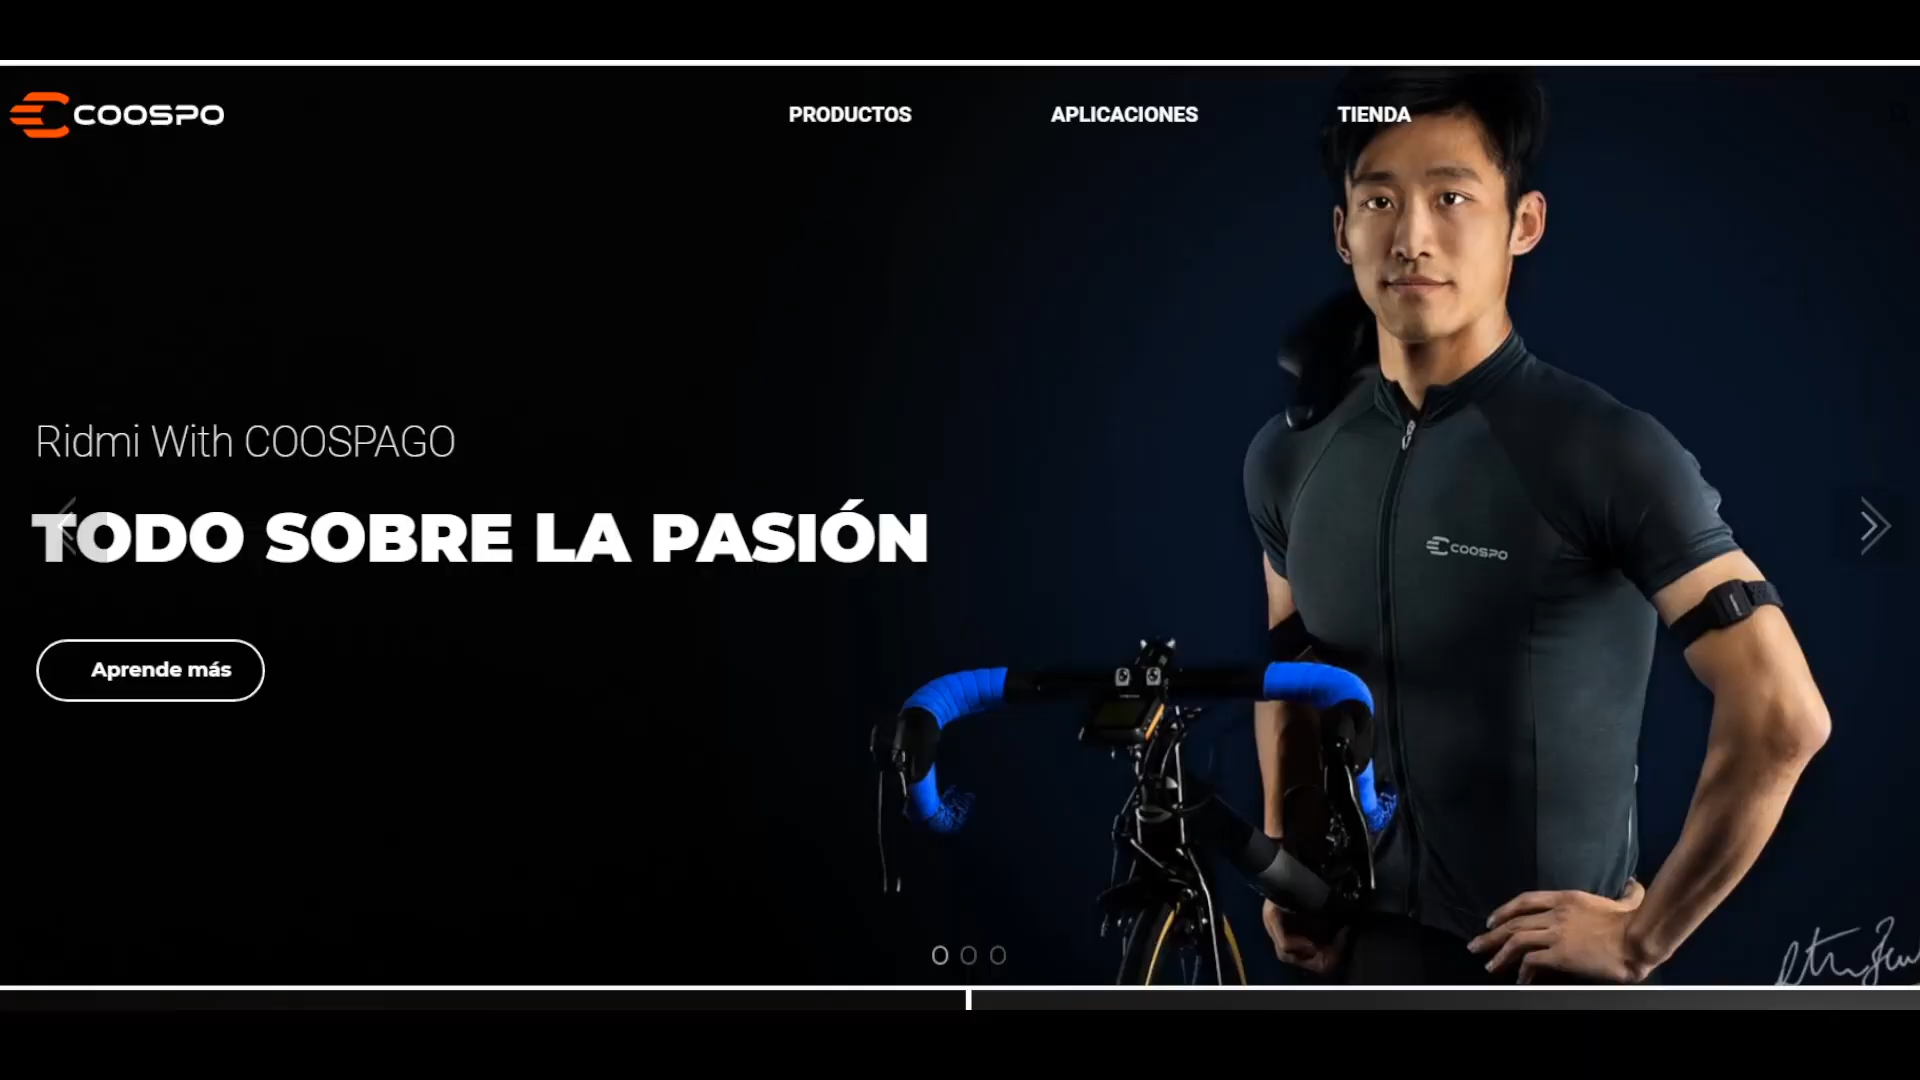 COOSPO
PRODUCTOS
APLICACIONES
TIENDA
Ridmi With COOSPAGO
TODO SOBRE LA PASIÓN
COOSPO
Aprende más